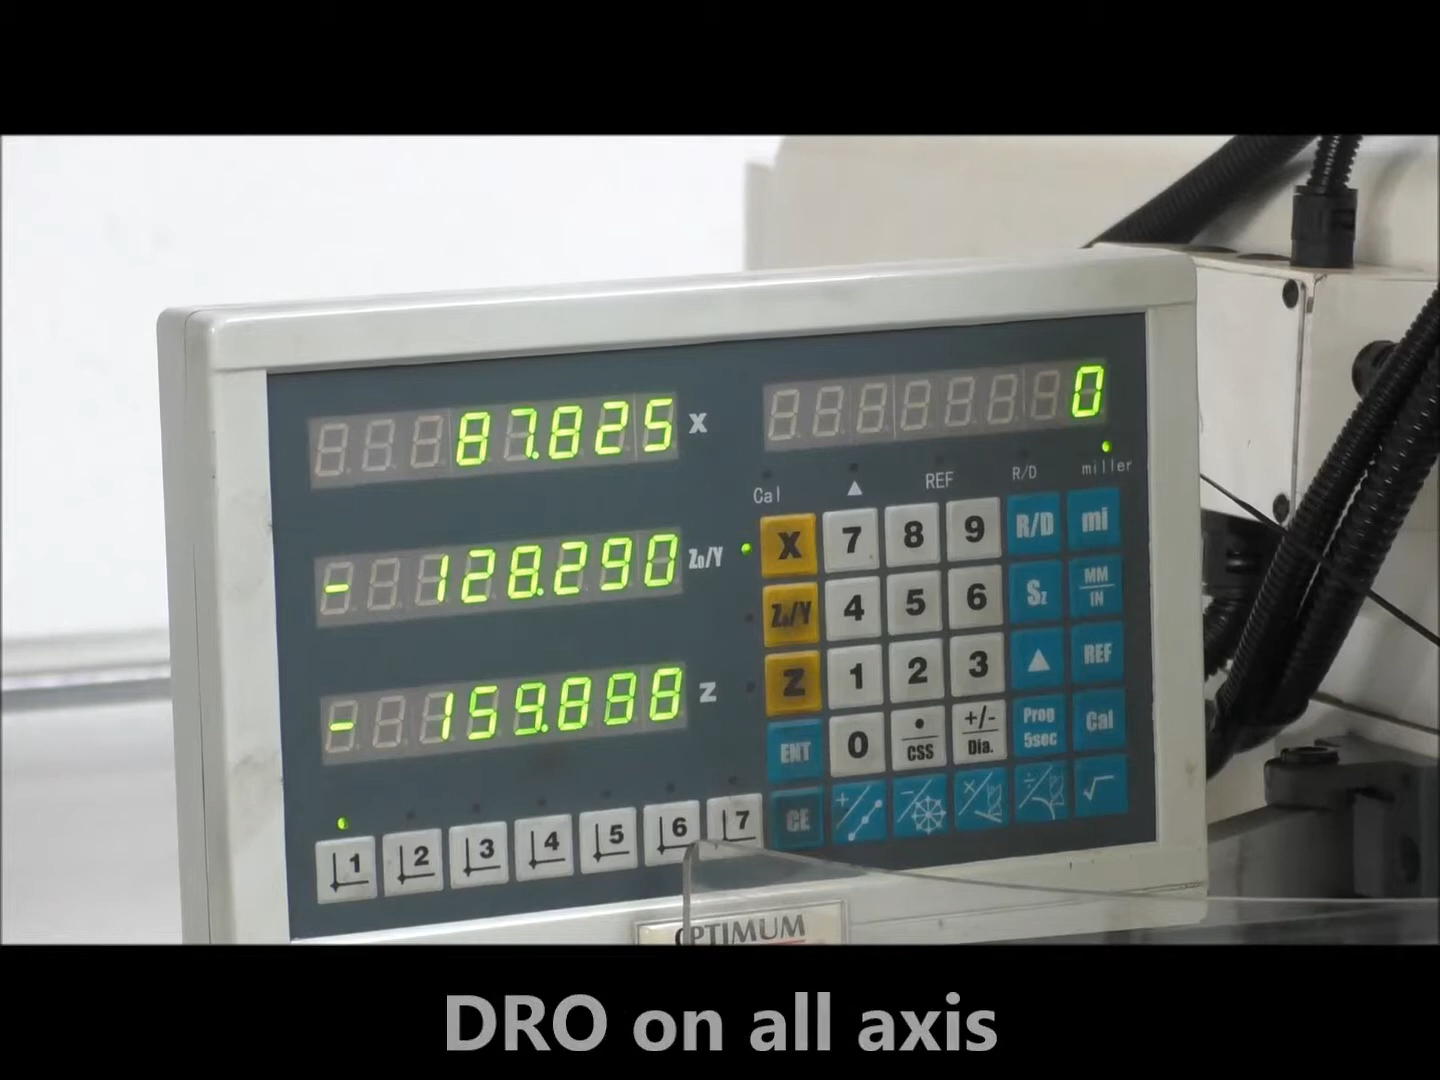 87.825 X
0
-128.290 Z₀/Y
-159.888 Z
Cal ▲ REF R/D miller
X 7 8 9 R/D mi
Z₀/Y 4 5 6 Sz MM/IN
Z 1 2 3 ▲ REF
ENT 0 •/CSS +/-/Dia. Prog 5sec Cal
CE + - × ÷ √
1 2 3 4 5 6 7
OPTIMUM
DRO on all axis